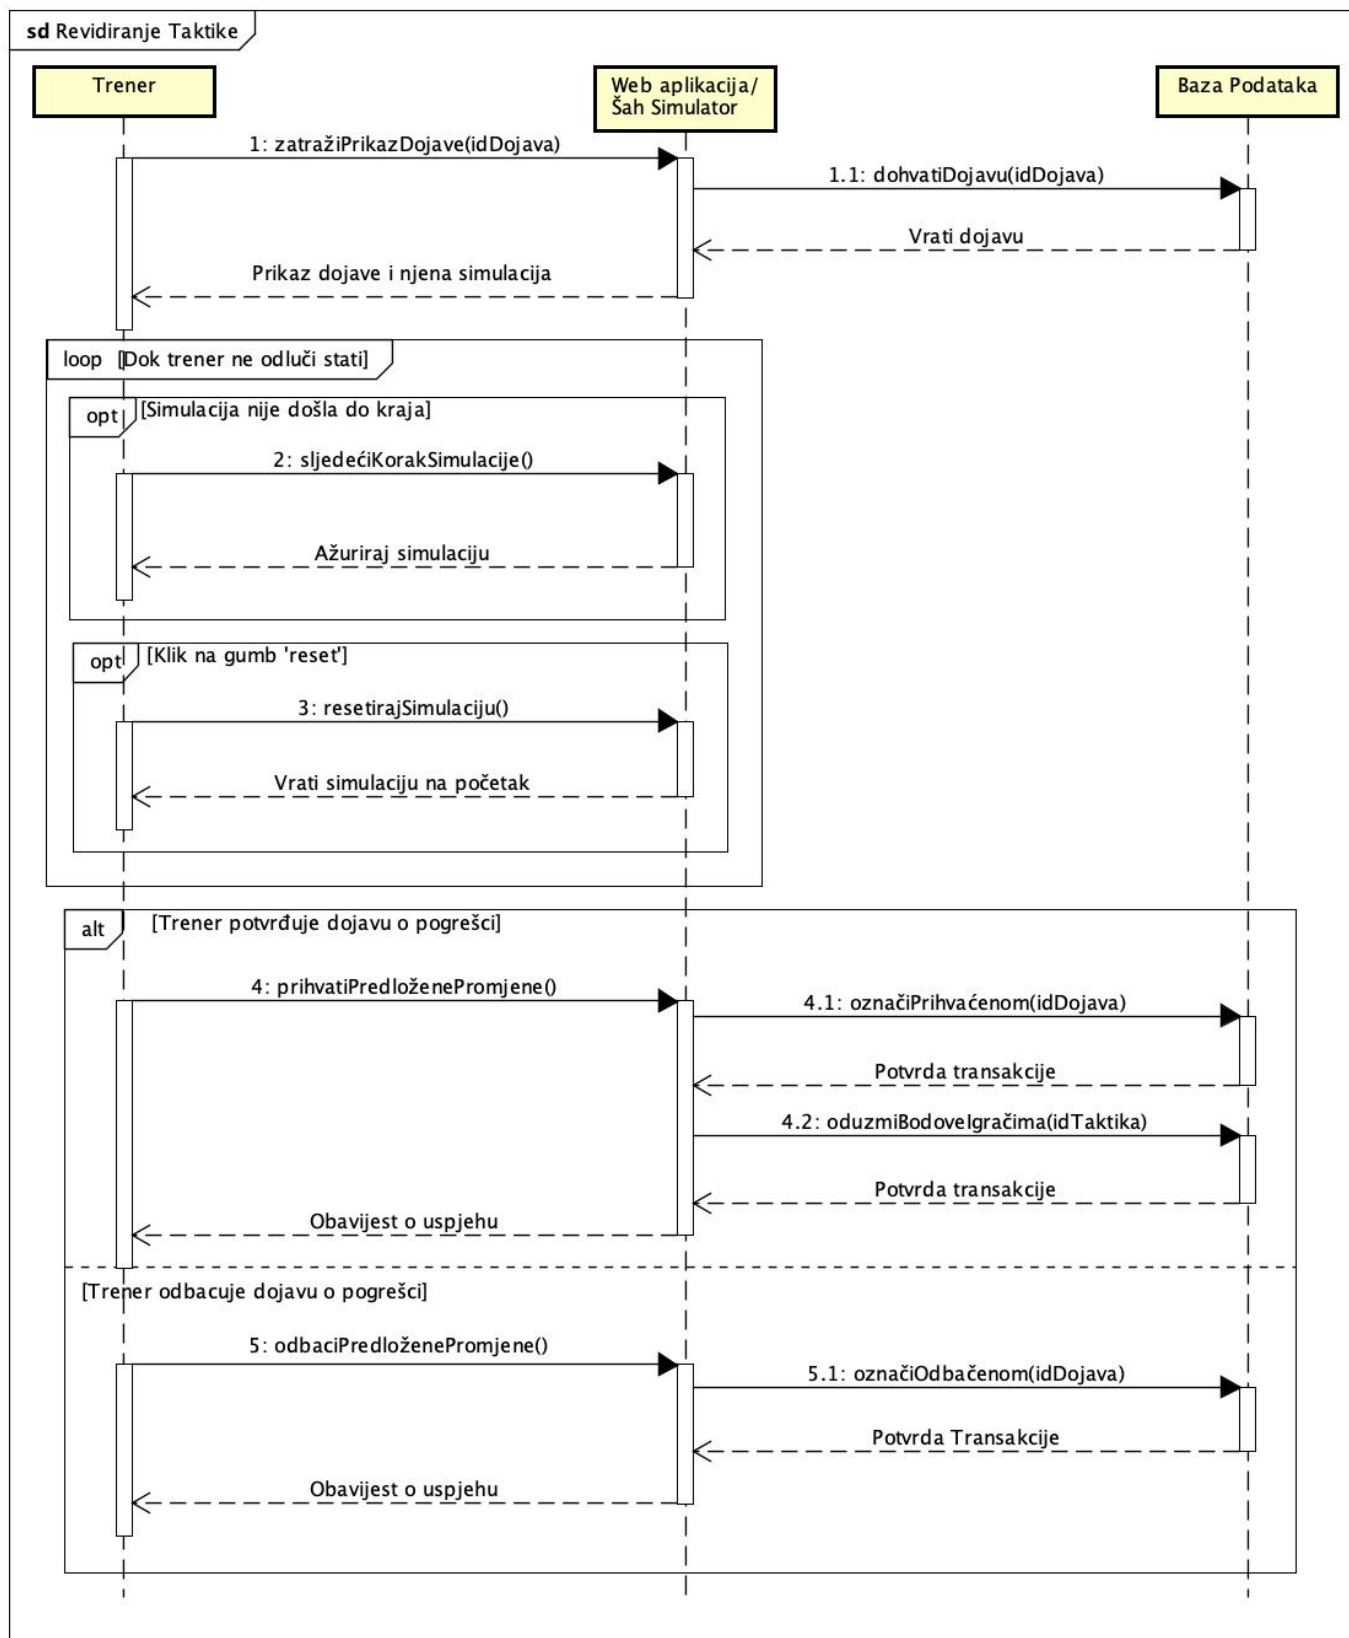 sd Revidiranje Taktike
Trener
Web aplikacija/
Šah Simulator
Baza Podataka
1: zatražiPrikazDojave(idDojava)
1.1: dohvatiDojavu(idDojava)
Vrati dojavu
Prikaz dojave i njena simulacija
loop [Dok trener ne odluči stati]
opt [Simulacija nije došla do kraja]
2: sljedećiKorakSimulacije()
Ažuriraj simulaciju
opt [Klik na gumb 'reset']
3: resetirajSimulaciju()
Vrati simulaciju na početak
alt [Trener potvrđuje dojavu o pogrešci]
4: prihvatiPredloženePromjene()
4.1: označiPrihvaćenom(idDojava)
Potvrda transakcije
4.2: oduzmiBodoveIgračima(idTaktika)
Potvrda transakcije
Obavijest o uspjehu
[Trener odbacuje dojavu o pogrešci]
5: odbaciPredloženePromjene()
5.1: označiOdbačenom(idDojava)
Potvrda Transakcije
Obavijest o uspjehu